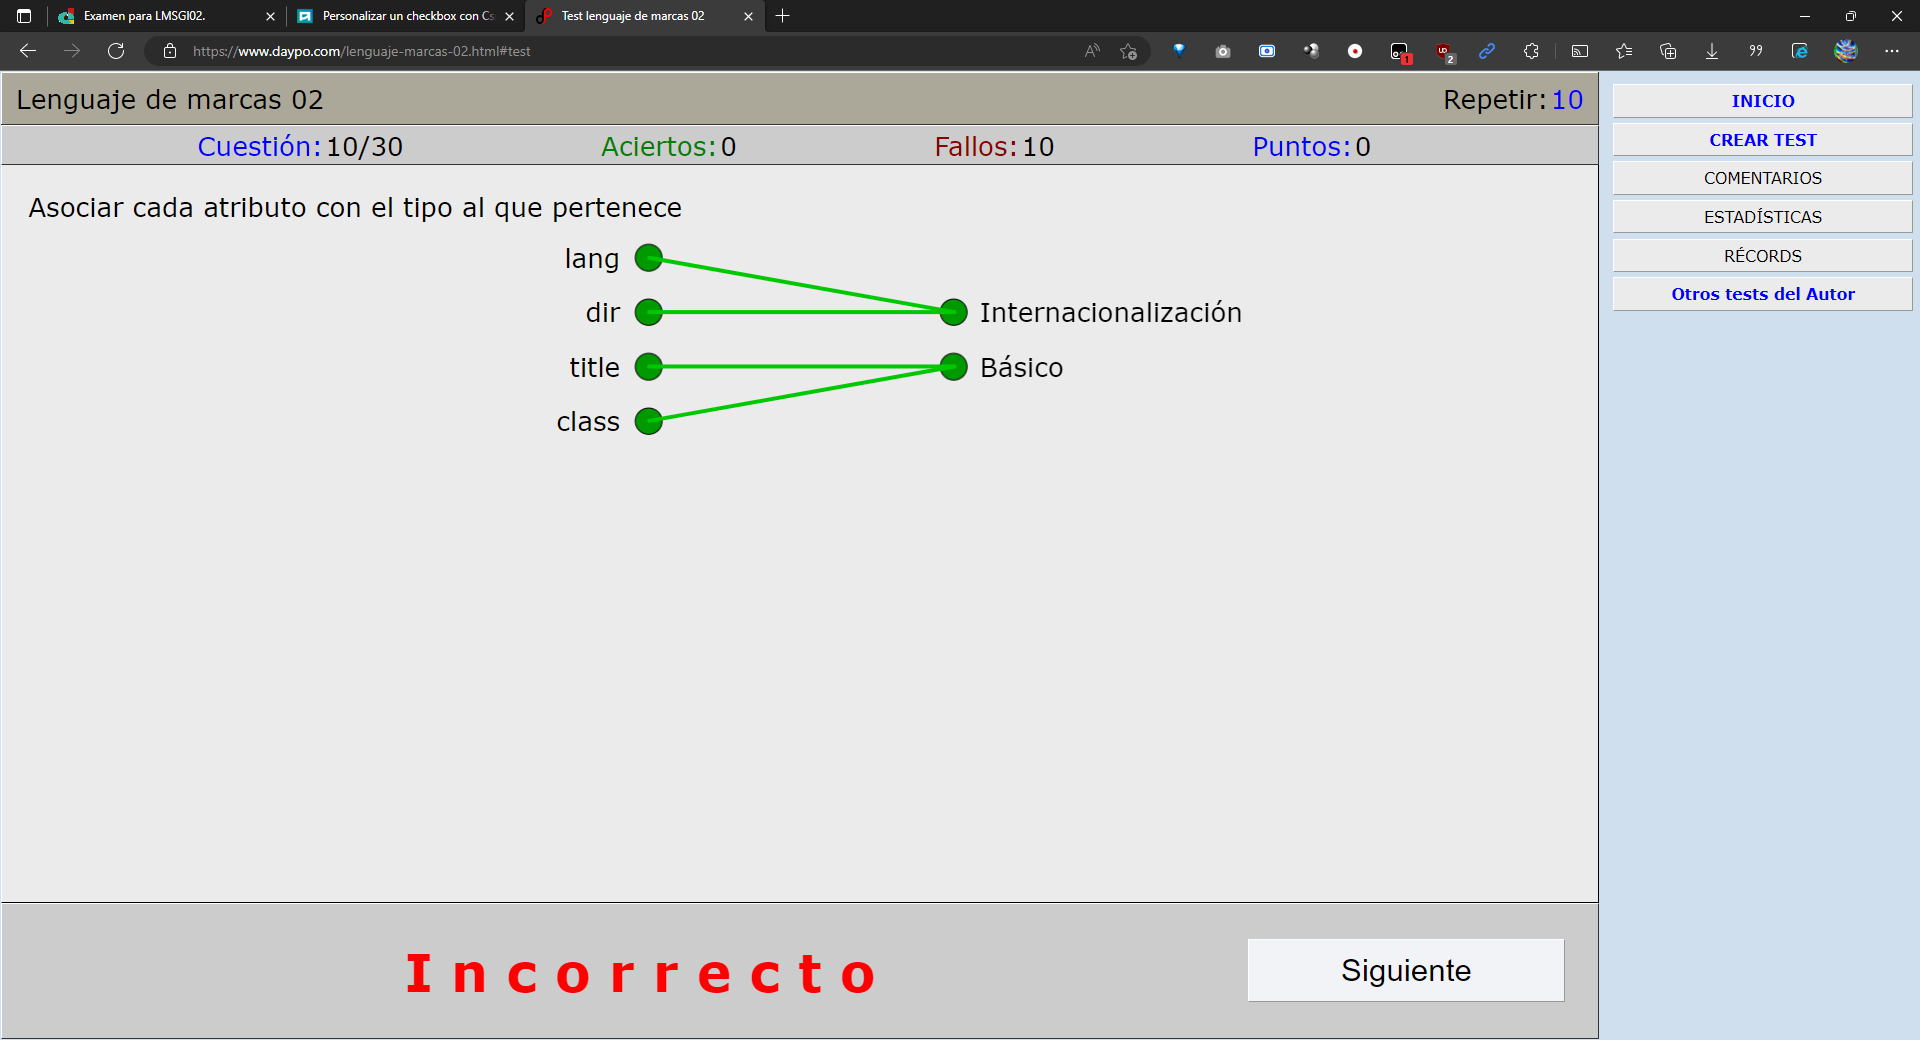 Examen para LMSGI02.
Personalizar un checkbox con Cs
Test lenguaje de marcas 02
https://www.daypo.com/lenguaje-marcas-02.html#test
1
2
Lenguaje de marcas 02
Repetir: 10
Cuestión: 10/30
Aciertos: 0
Fallos: 10
Puntos: 0
Asociar cada atributo con el tipo al que pertenece
lang
dir
Internacionalización
title
Básico
class
Incorrecto
Siguiente
INICIO
CREAR TEST
COMENTARIOS
ESTADÍSTICAS
RÉCORDS
Otros tests del Autor